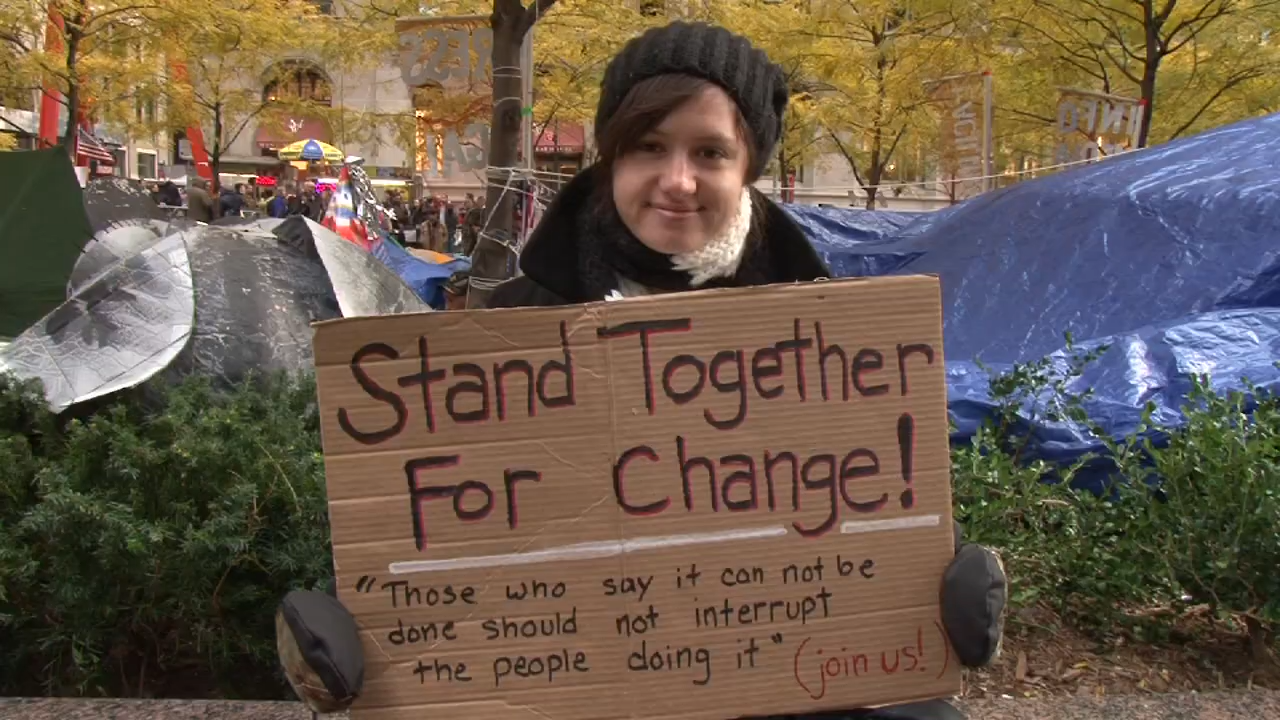 Stand Together
For Change!
"Those who say it can not be
done should not interrupt
the people doing it" (join us!)
INFO